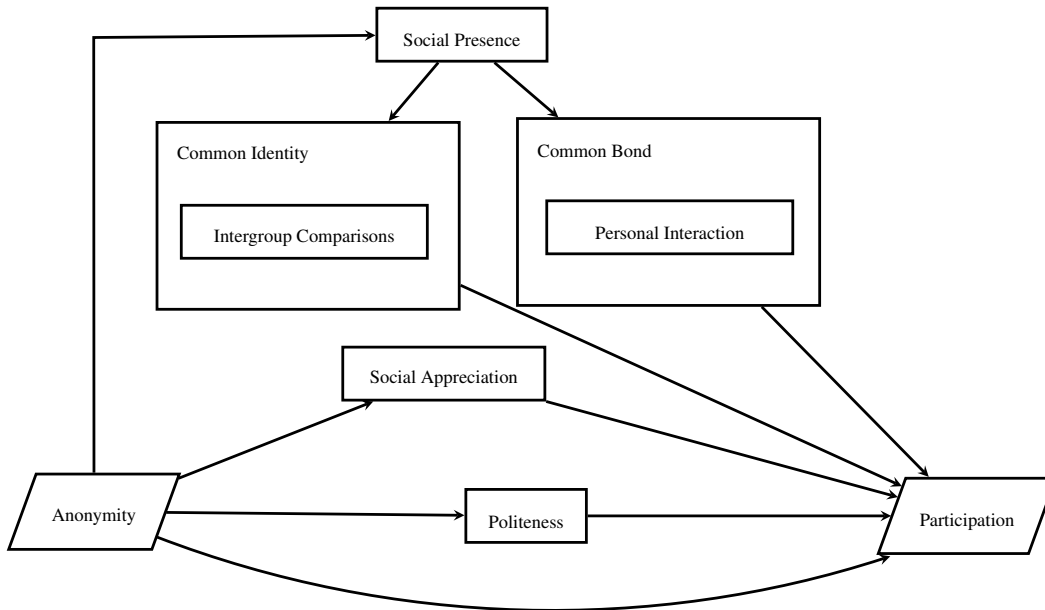 Social Presence
Common Identity
Common Bond
Intergroup Comparisons
Personal Interaction
Social Appreciation
Anonymity
Politeness
Participation